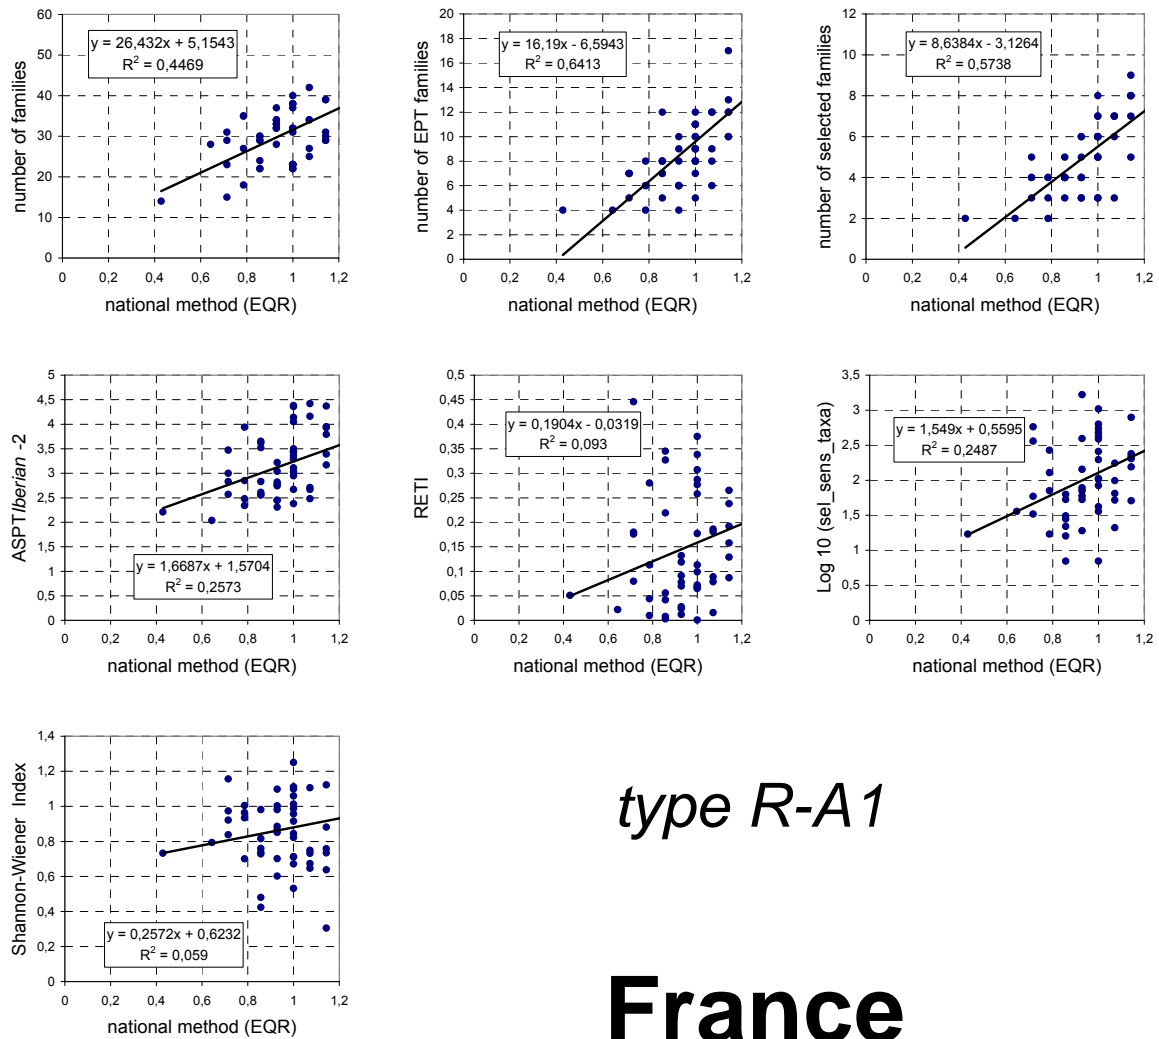 60
50
40
30
20
10
0
number of families
y = 26,432x + 5,1543
R² = 0,4469
0 0,2 0,4 0,6 0,8 1 1,2
national method (EQR)
20
18
16
14
12
10
8
6
4
2
0
number of EPT families
y = 16,19x - 6,5943
R² = 0,6413
0 0,2 0,4 0,6 0,8 1 1,2
national method (EQR)
12
10
8
6
4
2
0
number of selected families
y = 8,6384x - 3,1264
R² = 0,5738
0 0,2 0,4 0,6 0,8 1 1,2
national method (EQR)
5
4,5
4
3,5
3
2,5
2
1,5
1
0,5
0
ASPTIberian -2
y = 1,6687x + 1,5704
R² = 0,2573
0 0,2 0,4 0,6 0,8 1 1,2
national method (EQR)
0,5
0,45
0,4
0,35
0,3
0,25
0,2
0,15
0,1
0,05
0
RETI
y = 0,1904x - 0,0319
R² = 0,093
0 0,2 0,4 0,6 0,8 1 1,2
national method (EQR)
3,5
3
2,5
2
1,5
1
0,5
0
Log 10 (sel_sens_taxa)
y = 1,549x + 0,5595
R² = 0,2487
0 0,2 0,4 0,6 0,8 1 1,2
national method (EQR)
1,4
1,2
1
0,8
0,6
0,4
0,2
0
Shannon-Wiener Index
y = 0,2572x + 0,6232
R² = 0,059
0 0,2 0,4 0,6 0,8 1 1,2
national method (EQR)
type R-A1
France